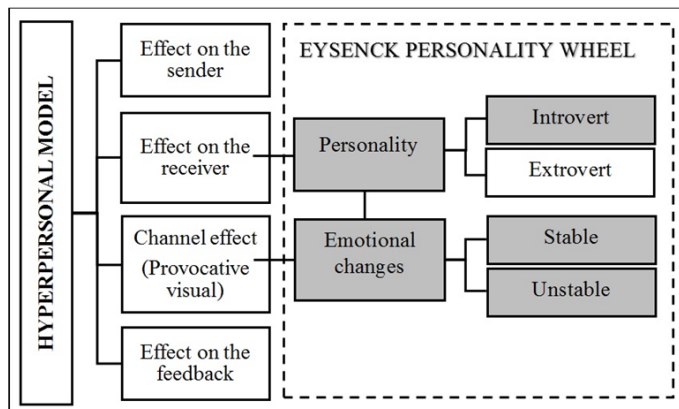 HYPERPERSONAL MODEL
Effect on the
sender
Effect on the
receiver
Channel effect
(Provocative
visual)
Effect on the
feedback
EYSENCK PERSONALITY WHEEL
Personality
Emotional
changes
Introvert
Extrovert
Stable
Unstable